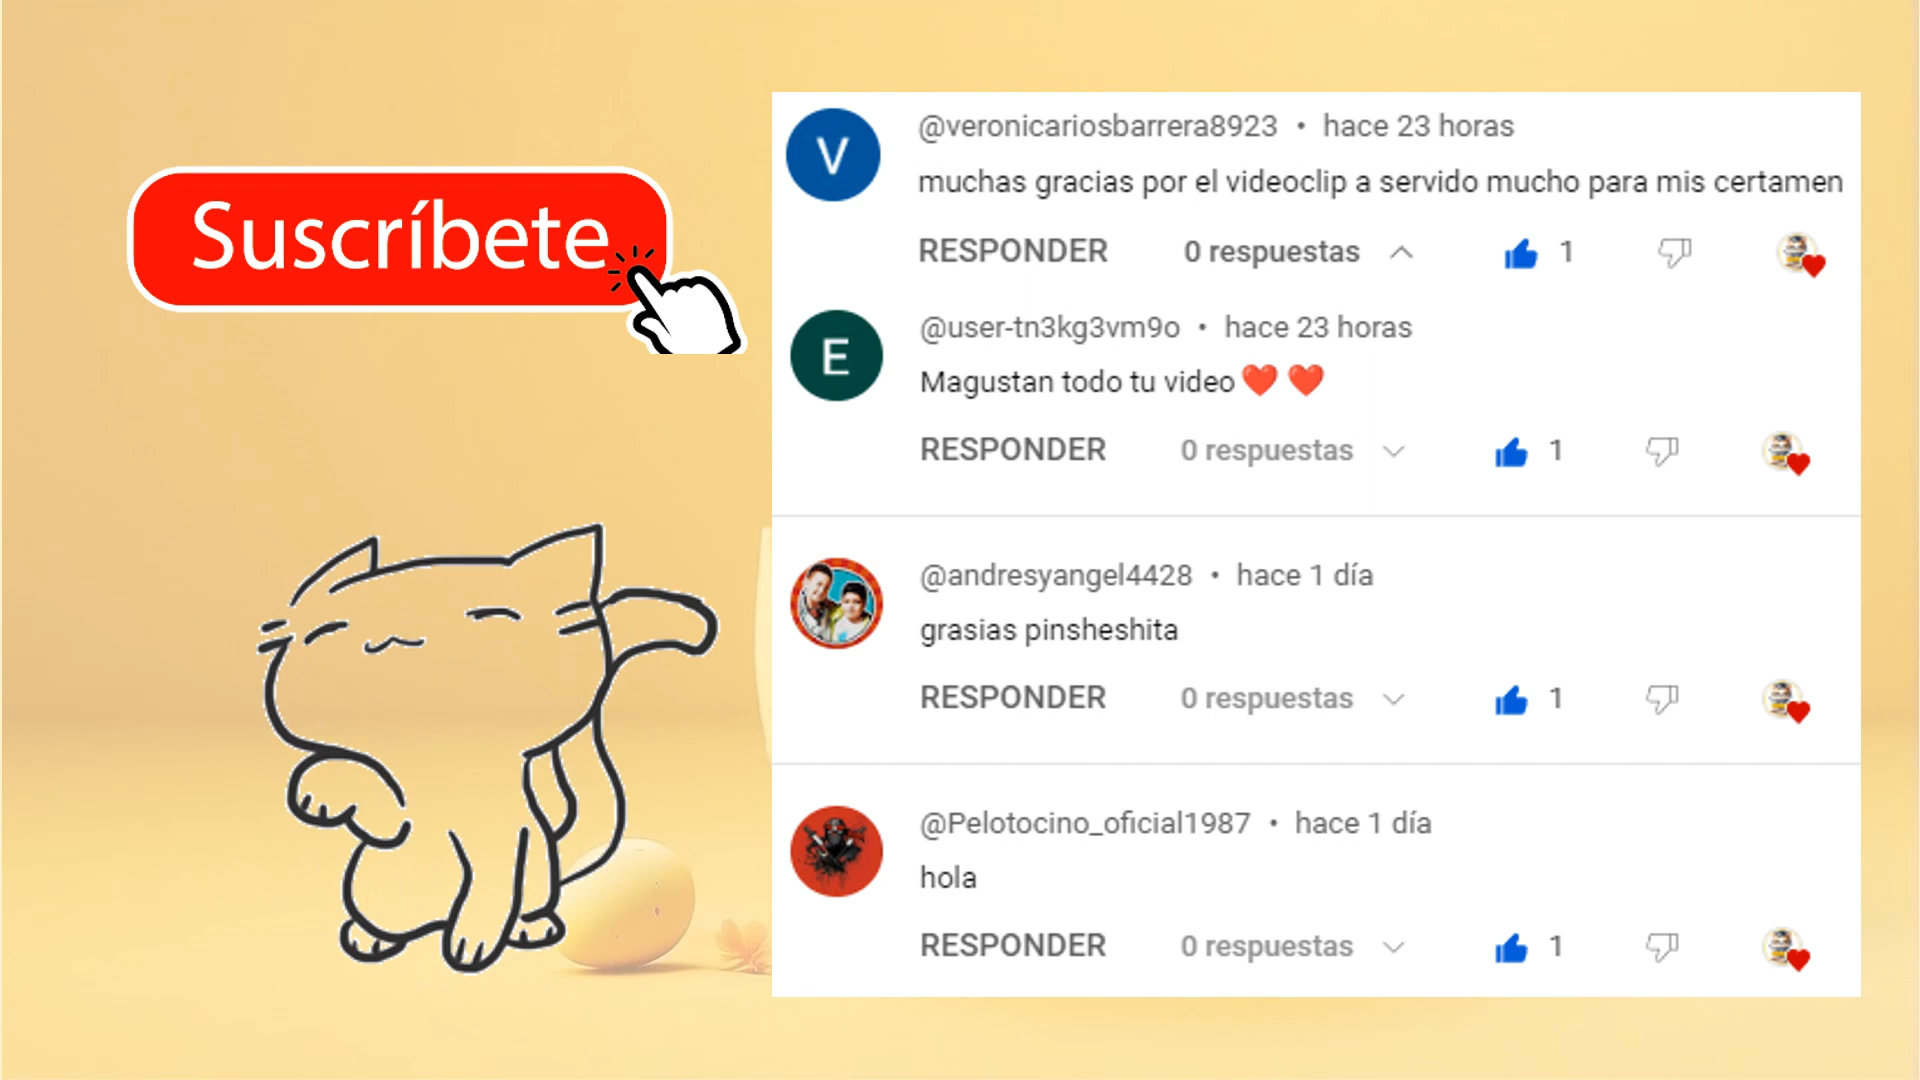 Suscríbete
V
@veronicariosbarrera8923 • hace 23 horas
muchas gracias por el videoclip a servido mucho para mis certamen
RESPONDER 0 respuestas 1
E
@user-tn3kg3vm9o • hace 23 horas
Magustan todo tu video ❤️ ❤️
RESPONDER 0 respuestas 1
@andresyangel4428 • hace 1 día
grasias pinsheshita
RESPONDER 0 respuestas 1
@Pelotocino_oficial1987 • hace 1 día
hola
RESPONDER 0 respuestas 1